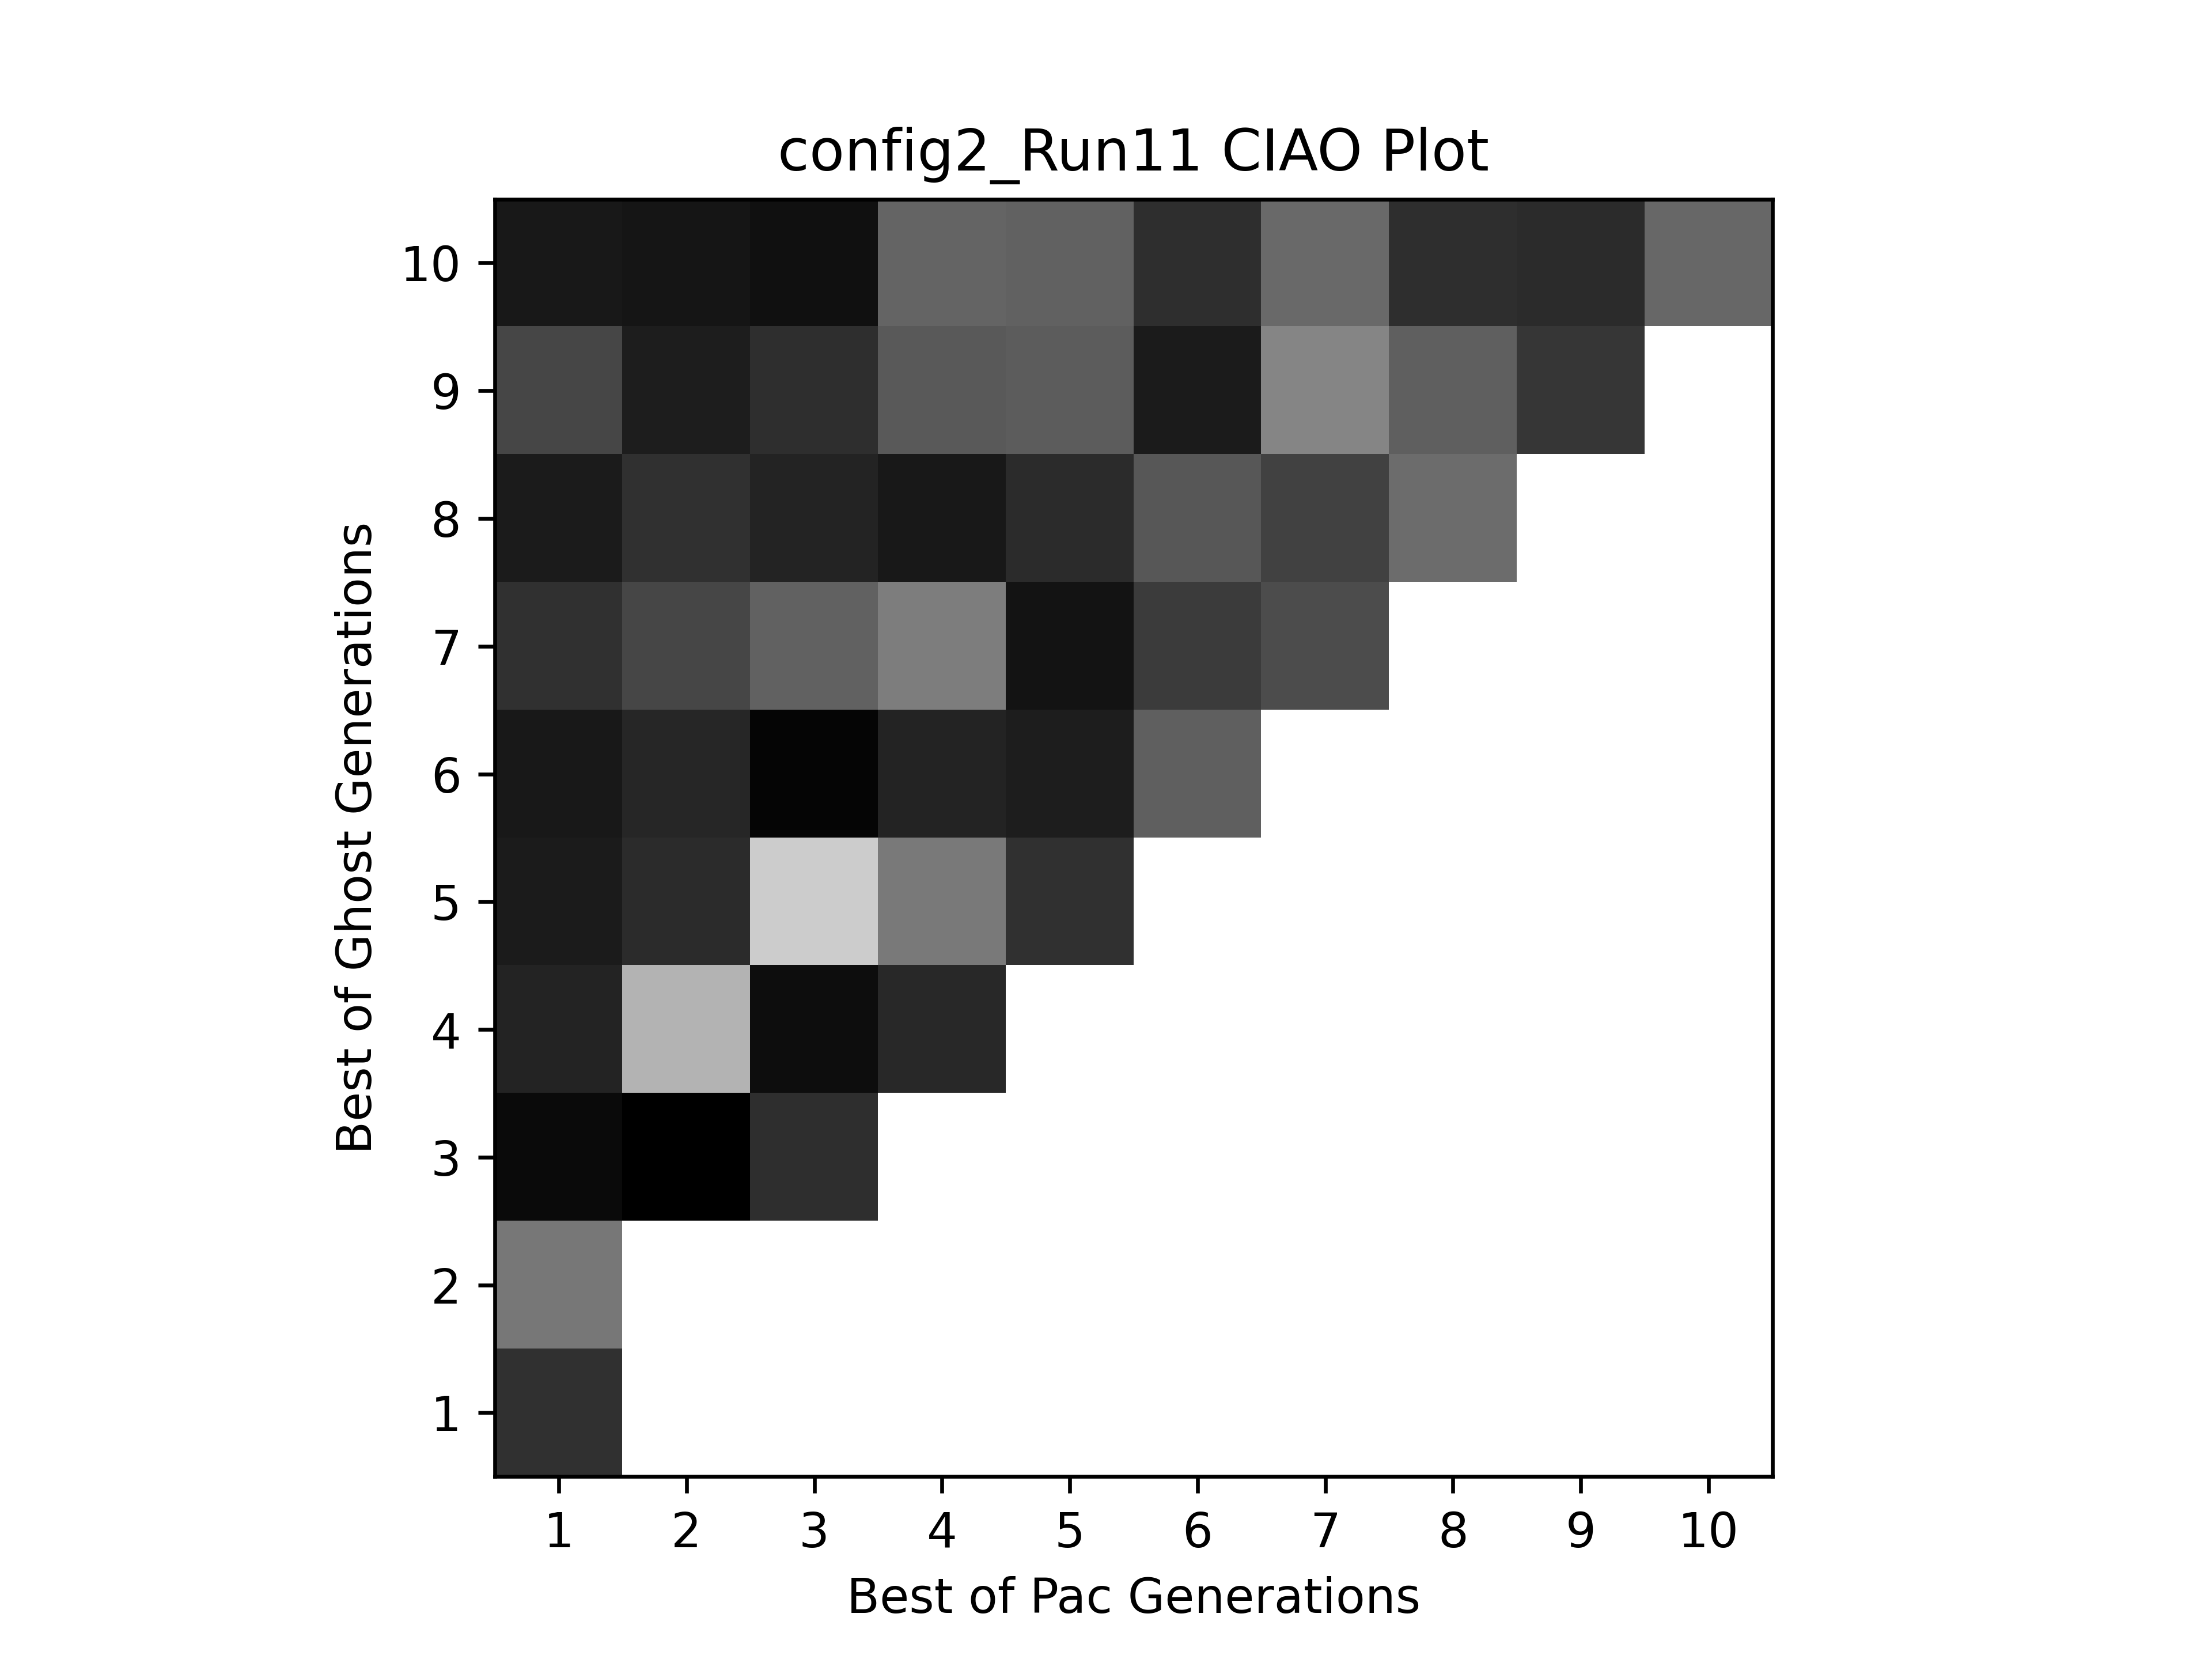 config2_Run11 CIAO Plot
Best of Ghost Generations
10
9
8
7
6
5
4
3
2
1
1 2 3 4 5 6 7 8 9 10
Best of Pac Generations